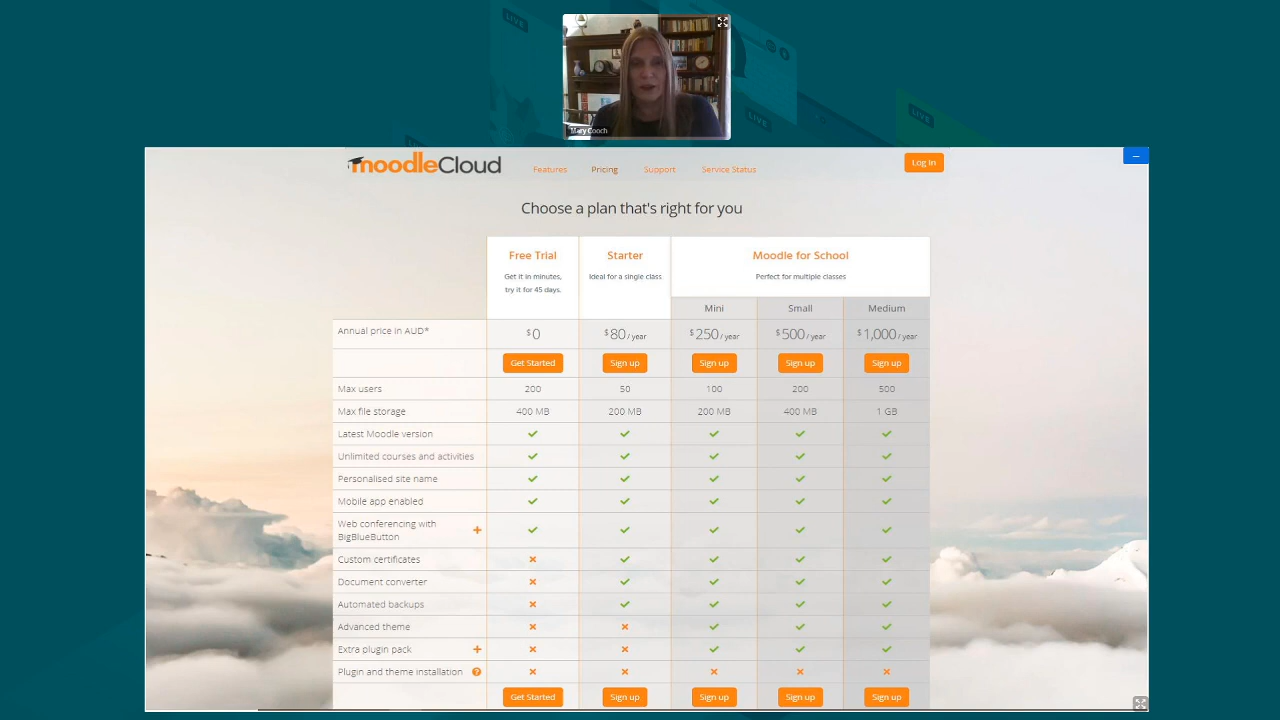 LIVE
LIVE
LIVE
LIVE
Mary Cooch
moodleCloud
Features Pricing Support Service Status
Log In
Choose a plan that's right for you
Free Trial Starter Moodle for School
Get it in minutes, try it for 45 days.
Ideal for a single class
Perfect for multiple classes
Mini Small Medium
Annual price in AUD* $0 $80 / year $250 / year $500 / year $1,000 / year
Get Started Sign up Sign up Sign up Sign up
Max users 200 50 100 200 500
Max file storage 400 MB 200 MB 200 MB 400 MB 1 GB
Latest Moodle version
Unlimited courses and activities
Personalised site name
Mobile app enabled
Web conferencing with
BigBlueButton
Custom certificates
Document converter
Automated backups
Advanced theme
Extra plugin pack
Plugin and theme installation ?
Get Started Sign up Sign up Sign up Sign up